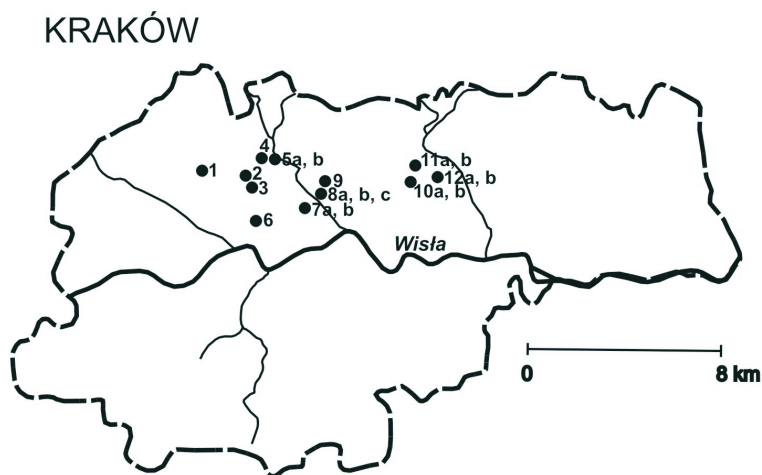 KRAKÓW
4
5a, b
11a, b
1
2
12a, b
3
9
10a, b
8a, b, c
7a, b
6
Wisła
0
8 km